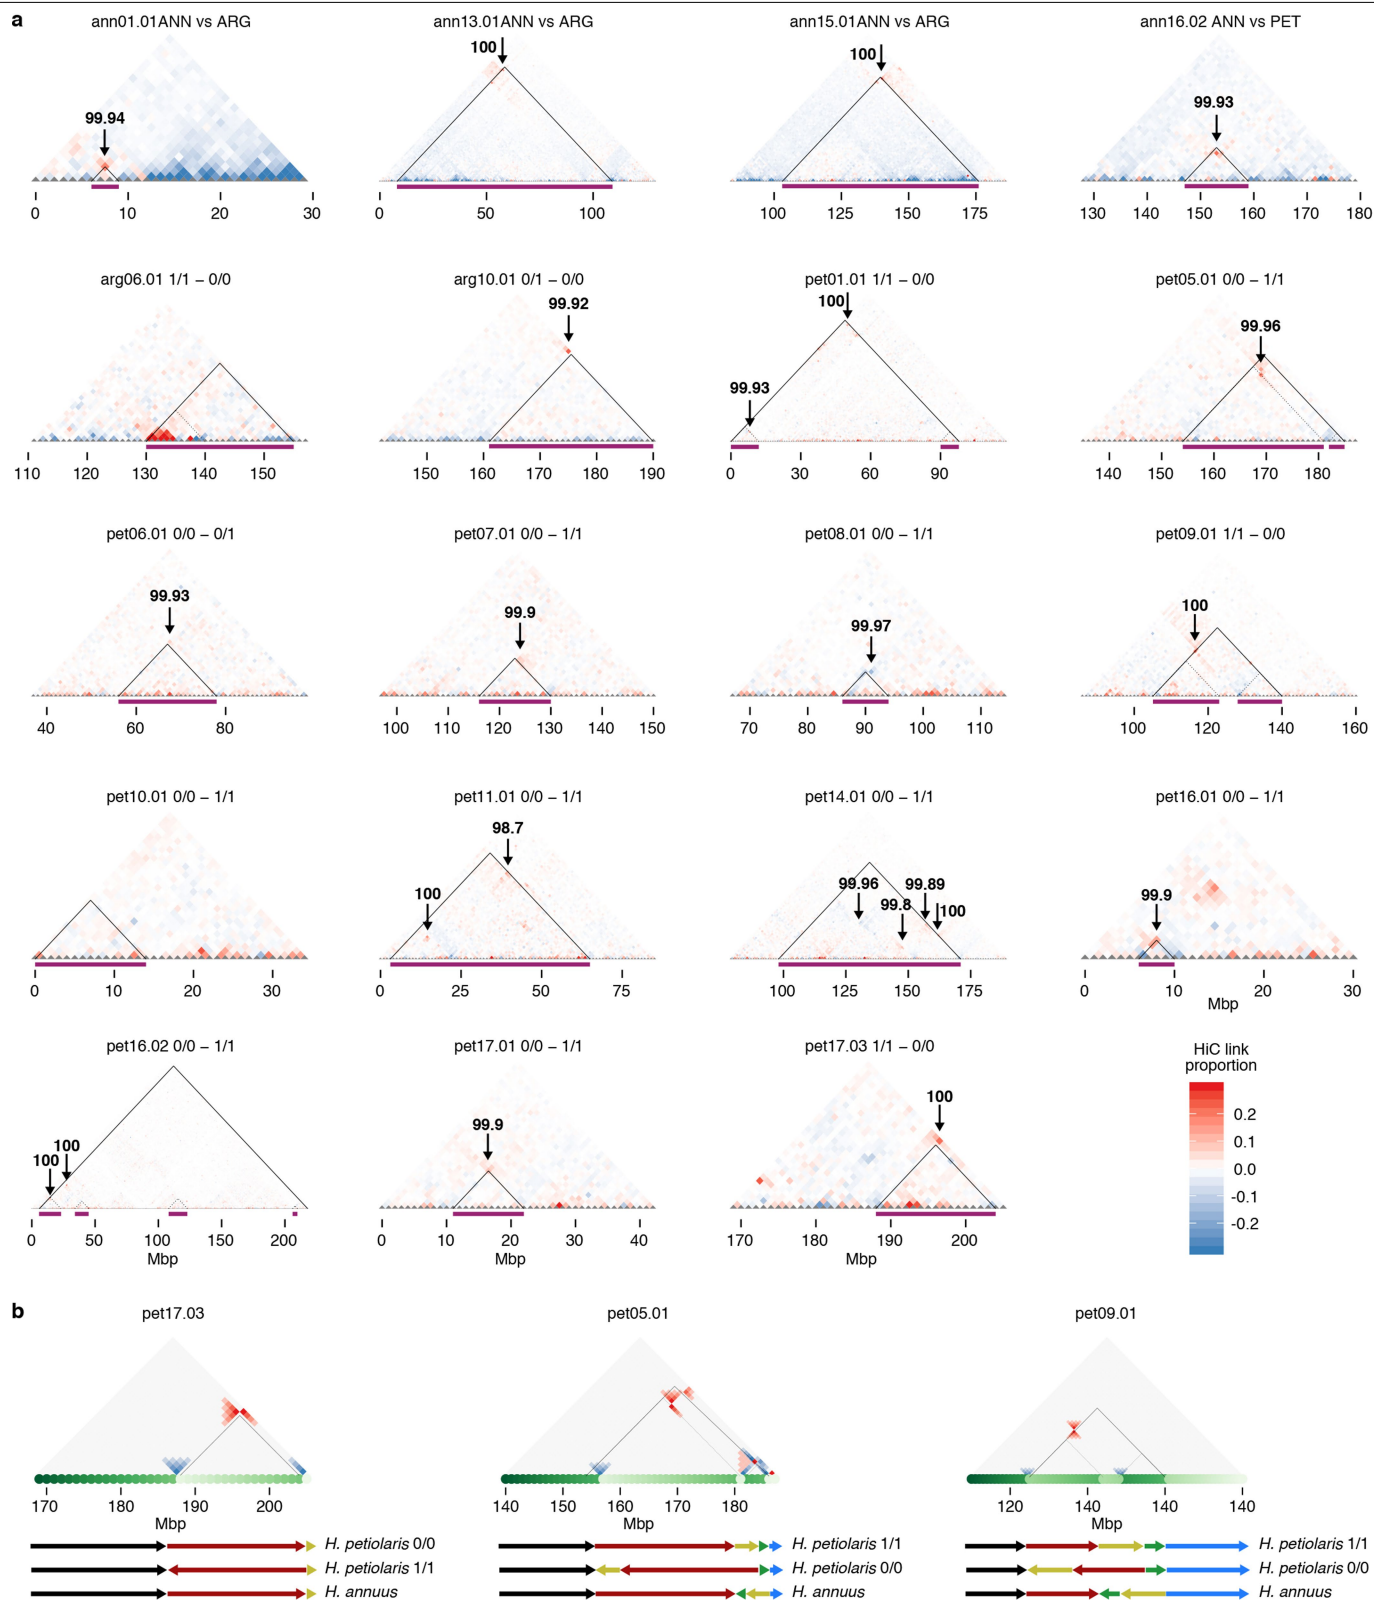 a
ann01.01ANN vs ARG ann13.01ANN vs ARG ann15.01ANN vs ARG ann16.02 ANN vs PET
99.94 100 100 99.93
0 10 20 30 0 50 100 100 125 150 175 130 140 150 160 170 180
arg06.01 1/1 – 0/0 arg10.01 0/1 – 0/0 pet01.01 1/1 – 0/0 pet05.01 0/0 – 1/1
99.92 100 99.93 99.96
110 120 130 140 150 150 160 170 180 190 0 30 60 90 140 150 160 170 180
pet06.01 0/0 – 0/1 pet07.01 0/0 – 1/1 pet08.01 0/0 – 1/1 pet09.01 1/1 – 0/0
99.93 99.9 99.97 100
40 60 80 100 110 120 130 140 150 70 80 90 100 110 100 120 140 160
pet10.01 0/0 – 1/1 pet11.01 0/0 – 1/1 pet14.01 0/0 – 1/1 pet16.01 0/0 – 1/1
100 98.7 99.96 99.8 99.89 100 99.9
0 10 20 30 0 25 50 75 100 125 150 175 0 10 20 30
Mbp
pet16.02 0/0 – 1/1 pet17.01 0/0 – 1/1 pet17.03 1/1 – 0/0
100 100 99.9 100
0 50 100 150 200 0 10 20 30 40 170 180 190 200
Mbp Mbp Mbp
HiC link
proportion
0.2
0.1
0.0
-0.1
-0.2
b
pet17.03 pet05.01 pet09.01
170 180 190 200 140 150 160 170 180 120 140 140 140
Mbp Mbp Mbp
H. petiolaris 0/0 H. petiolaris 1/1 H. petiolaris 1/1
H. petiolaris 1/1 H. petiolaris 0/0 H. petiolaris 0/0
H. annuus H. annuus H. annuus